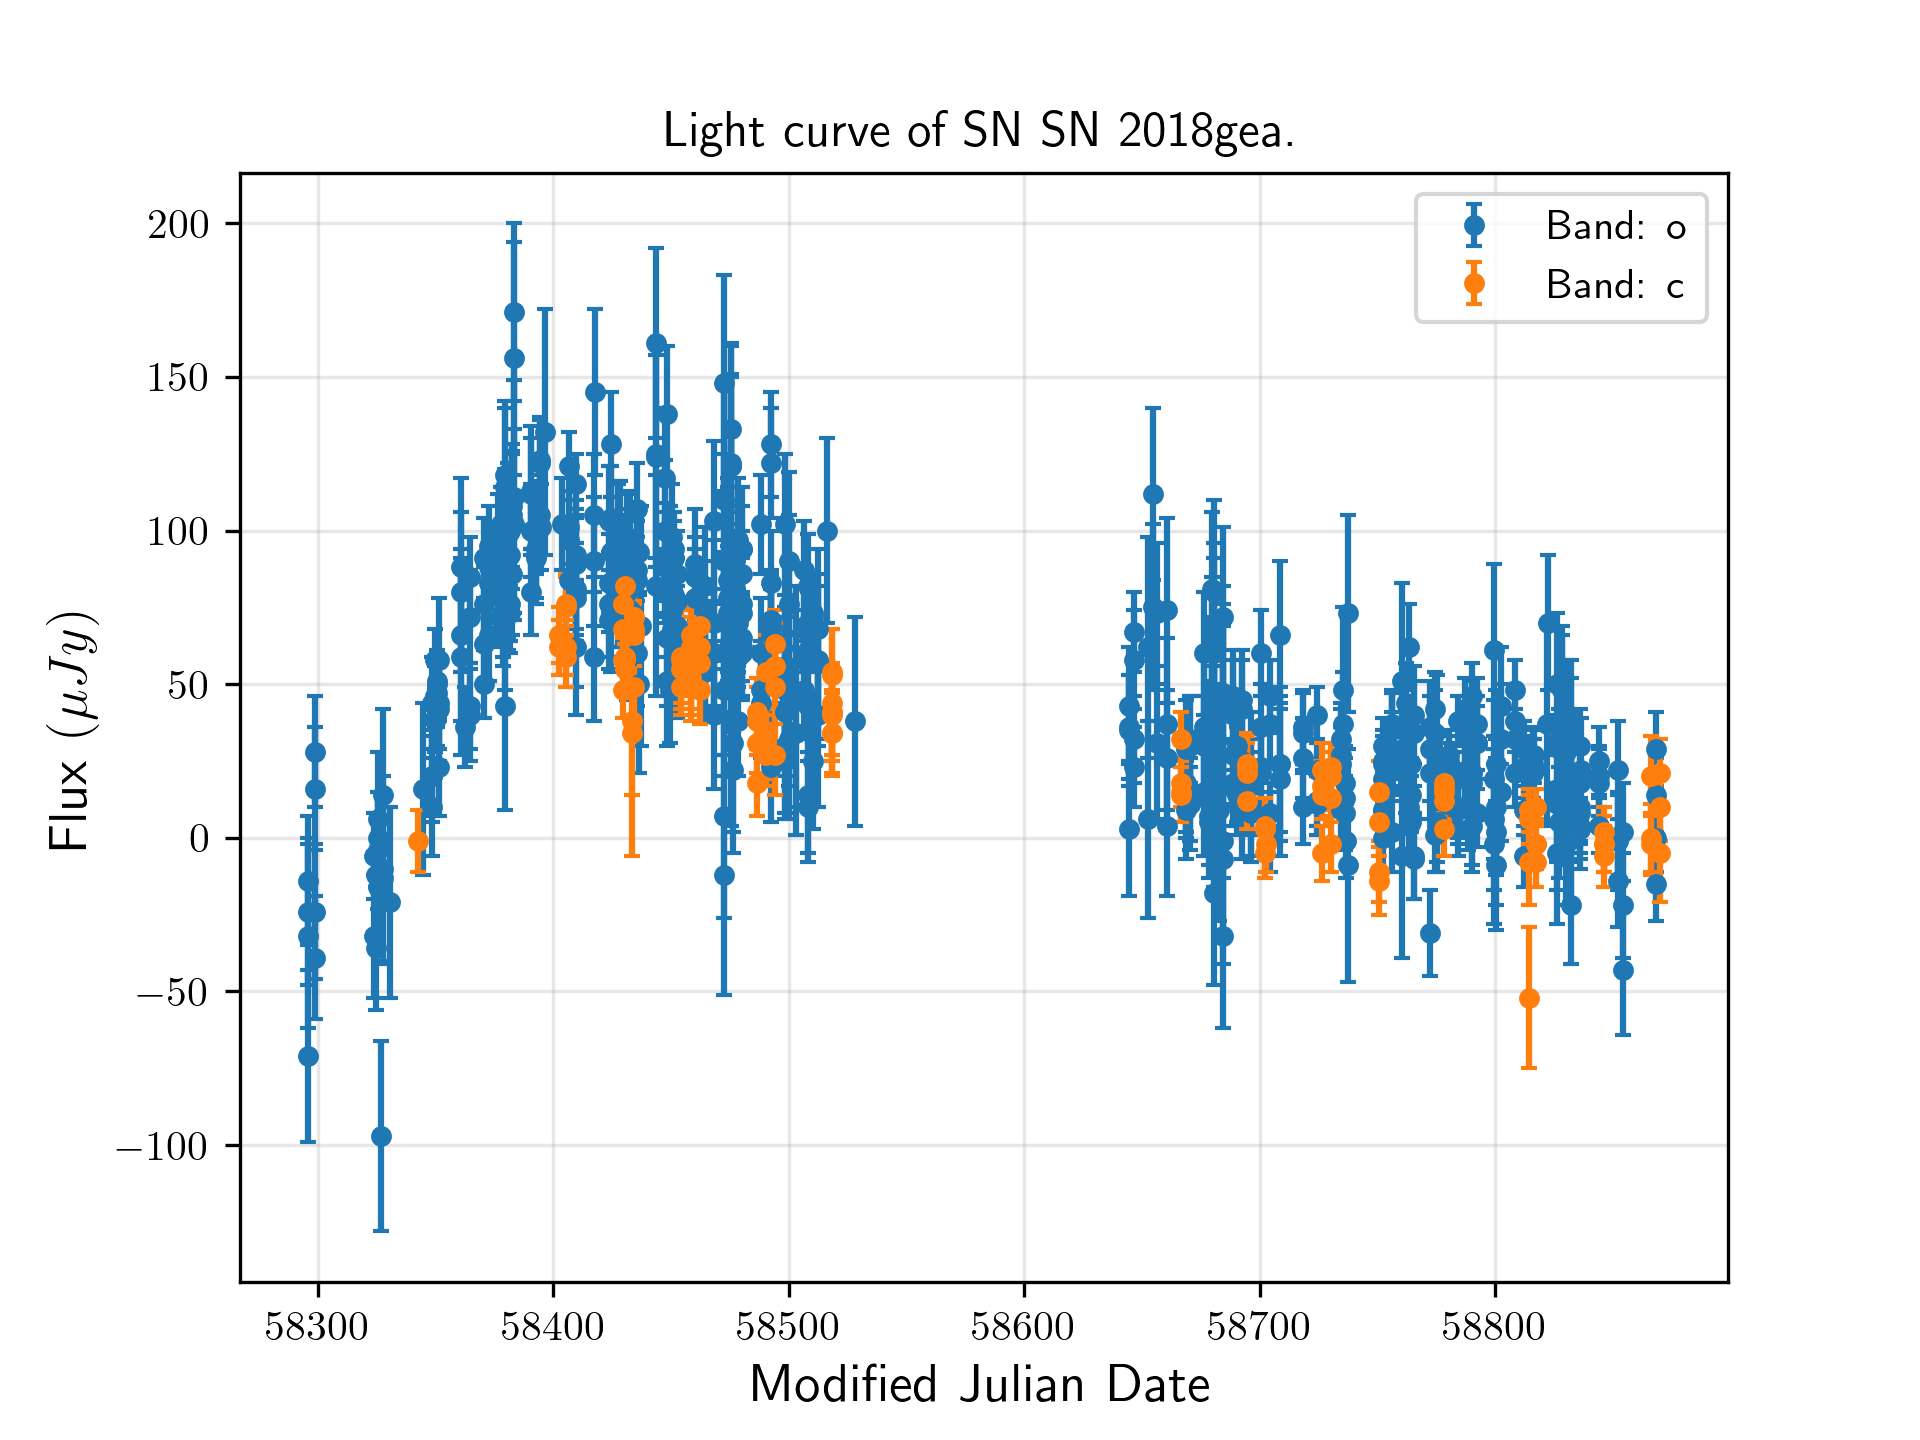 Light curve of SN SN 2018gea.
Band: o
Band: c
200
150
100
50
0
−50
−100
Flux (μJy)
58300 58400 58500 58600 58700 58800
Modified Julian Date